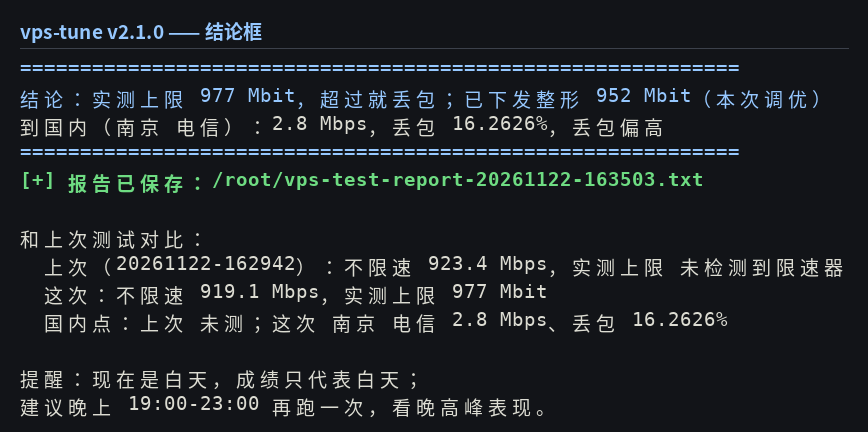 vps-tune v2.1.0 —— 结论框
============================================================
结论：实测上限 977 Mbit，超过就丢包；已下发整形 952 Mbit（本次调优）
到国内（南京 电信）：2.8 Mbps，丢包 16.2626%，丢包偏高
============================================================
[+] 报告已保存：/root/vps-test-report-20261122-163503.txt
和上次测试对比：
上次（20261122-162942）：不限速 923.4 Mbps，实测上限 未检测到限速器
这次：不限速 919.1 Mbps，实测上限 977 Mbit
国内点：上次 未测；这次 南京 电信 2.8 Mbps、丢包 16.2626%
提醒：现在是白天，成绩只代表白天；
建议晚上 19:00-23:00 再跑一次，看晚高峰表现。